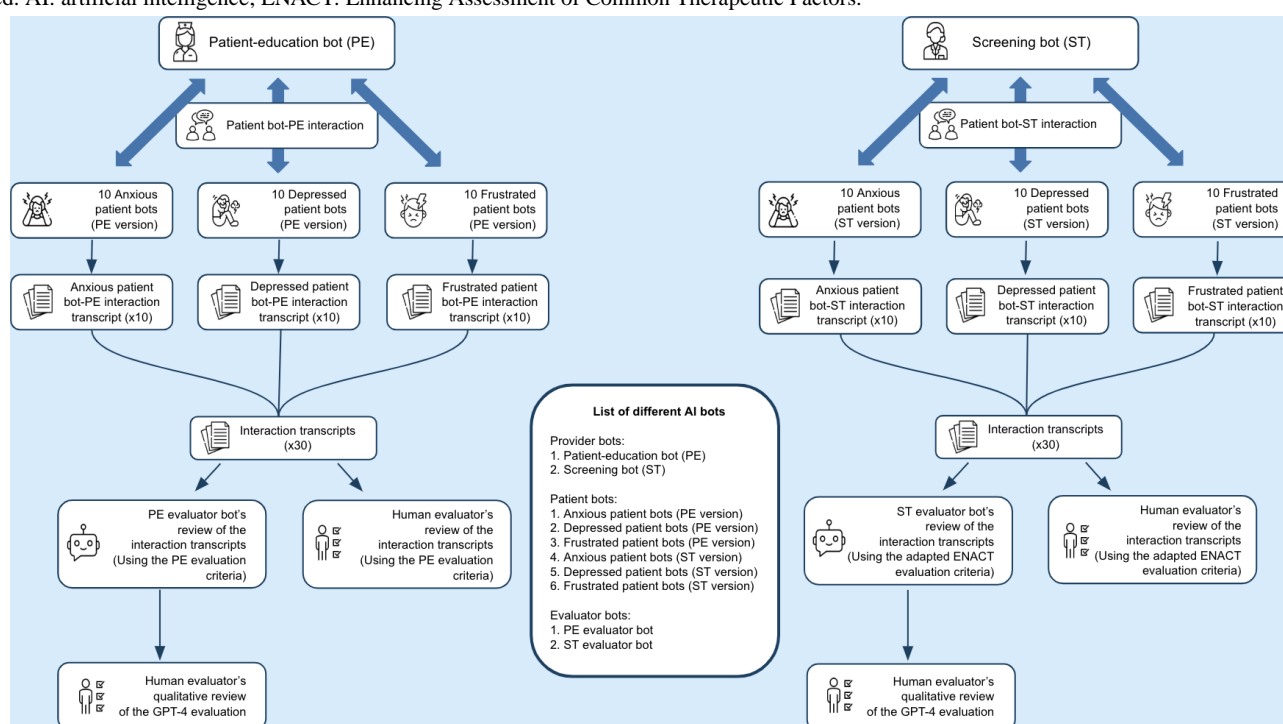 ed. AI: artificial intelligence; ENACT: Enhancing Assessment of Common Therapeutic Factors.
Patient-education bot (PE)
Patient bot-PE interaction
10 Anxious
patient bots
(PE version)
10 Depressed
patient bots
(PE version)
10 Frustrated
patient bots
(PE version)
Anxious patient
bot-PE interaction
transcript (x10)
Depressed patient
bot-PE interaction
transcript (x10)
Frustrated patient
bot-PE interaction
transcript (x10)
Interaction transcripts
(x30)
PE evaluator bot's
review of the
interaction transcripts
(Using the PE evaluation
criteria)
Human evaluator's
review of the
interaction transcripts
(Using the PE evaluation
criteria)
Human evaluator's
qualitative review
of the GPT-4 evaluation
List of different AI bots
Provider bots:
1. Patient-education bot (PE)
2. Screening bot (ST)
Patient bots:
1. Anxious patient bots (PE version)
2. Depressed patient bots (PE version)
3. Frustrated patient bots (PE version)
4. Anxious patient bots (ST version)
5. Depressed patient bots (ST version)
6. Frustrated patient bots (ST version)
Evaluator bots:
1. PE evaluator bot
2. ST evaluator bot
Screening bot (ST)
Patient bot-ST interaction
10 Anxious
patient bots
(ST version)
10 Depressed
patient bots
(ST version)
10 Frustrated
patient bots
(ST version)
Anxious patient
bot-ST interaction
transcript (x10)
Depressed patient
bot-ST interaction
transcript (x10)
Frustrated patient
bot-ST interaction
transcript (x10)
Interaction transcripts
(x30)
ST evaluator bot's
review of the
interaction transcripts
(Using the adapted ENACT
evaluation criteria)
Human evaluator's
review of the
interaction transcripts
(Using the adapted ENACT
evaluation criteria)
Human evaluator's
qualitative review
of the GPT-4 evaluation